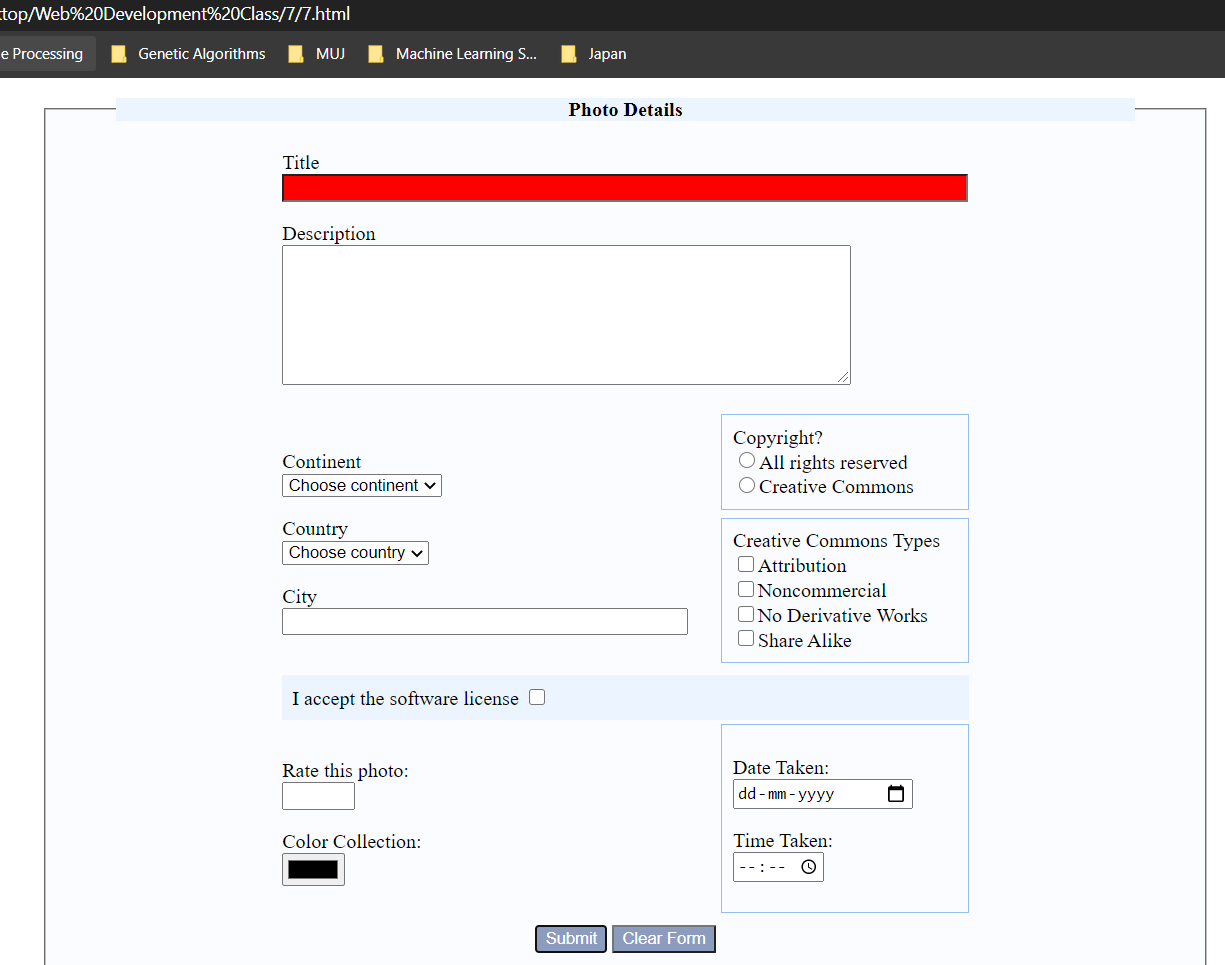 ktop/Web%20Development%20Class/7/7.html
e Processing Genetic Algorithms MUJ Machine Learning S... Japan
Photo Details
Title
Description
Copyright?
All rights reserved
Creative Commons
Continent
Choose continent
Country
Choose country
City
Creative Commons Types
Attribution
Noncommercial
No Derivative Works
Share Alike
I accept the software license
Rate this photo:
Color Collection:
Date Taken:
dd-mm-yyyy
Time Taken:
--:--
Submit Clear Form